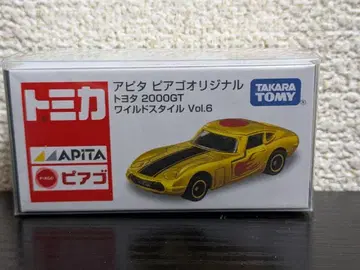 トミカ
アピタ ピアゴオリジナル
トヨタ 2000GT
ワイルドスタイル Vol.6
TAKARA
TOMY
APiTA
ピアゴ